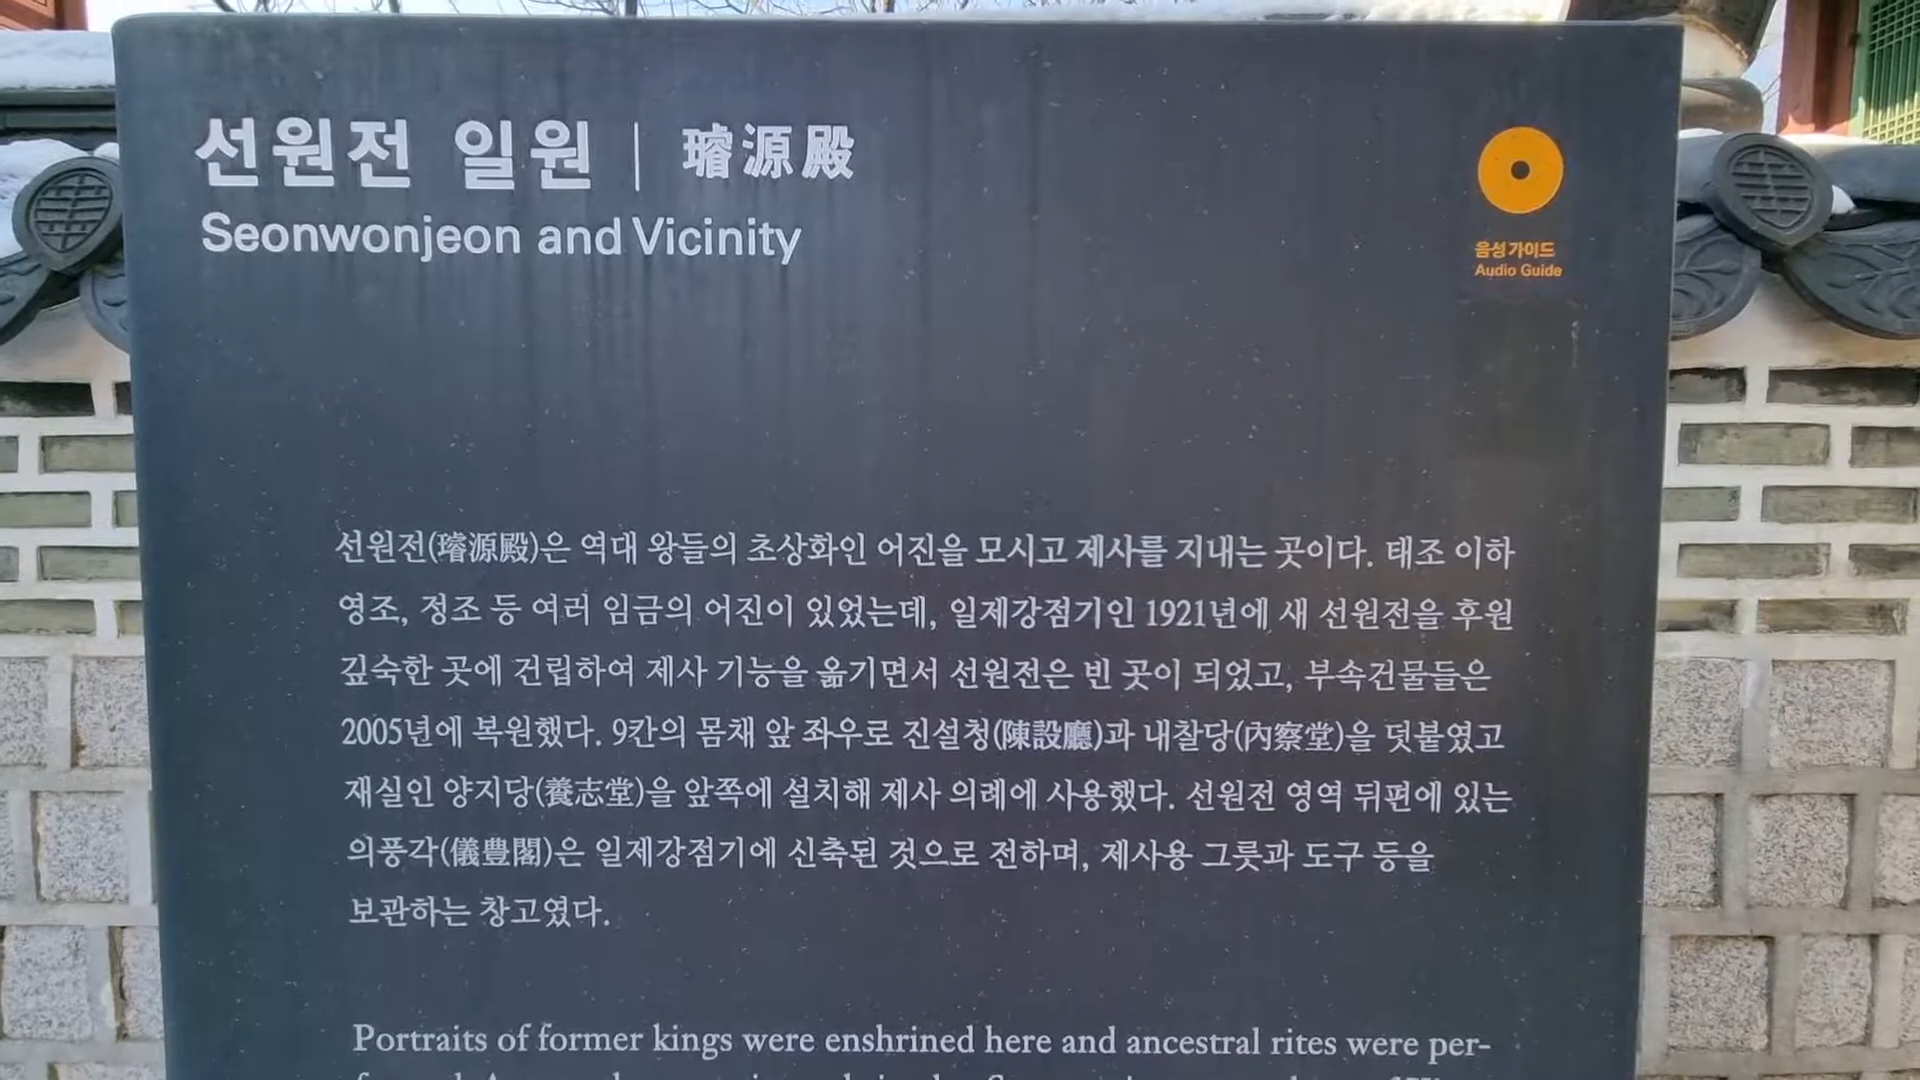 선원전 일원 | 璿源殿
Seonwonjeon and Vicinity
음성가이드
Audio Guide
선원전(璿源殿)은 역대 왕들의 초상화인 어진을 모시고 제사를 지내는 곳이다. 태조 이하
영조, 정조 등 여러 임금의 어진이 있었는데, 일제강점기인 1921년에 새 선원전을 후원
깊숙한 곳에 건립하여 제사 기능을 옮기면서 선원전은 빈 곳이 되었고, 부속건물들은
2005년에 복원했다. 9칸의 몸채 앞 좌우로 진설청(陳設廳)과 내찰당(內察堂)을 덧붙였고
재실인 양지당(養志堂)을 앞쪽에 설치해 제사 의례에 사용했다. 선원전 영역 뒤편에 있는
의풍각(儀豊閣)은 일제강점기에 신축된 것으로 전하며, 제사용 그릇과 도구 등을
보관하는 창고였다.
Portraits of former kings were enshrined here and ancestral rites were per-